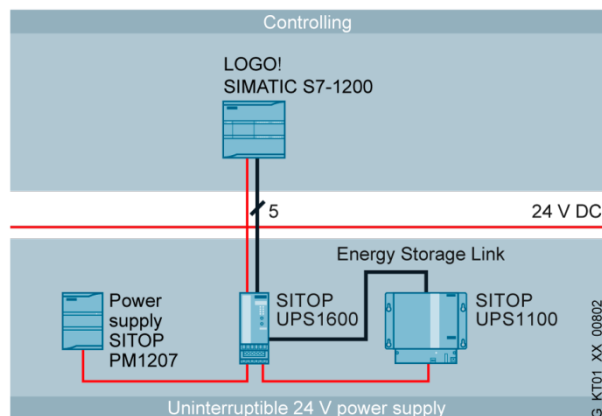 Controlling
LOGO!
SIMATIC S7-1200
5
24 V DC
Energy Storage Link
Power
supply
SITOP
PM1207
SITOP
UPS1600
SITOP
UPS1100
Uninterruptible 24 V power supply
G_KT01_XX_00802